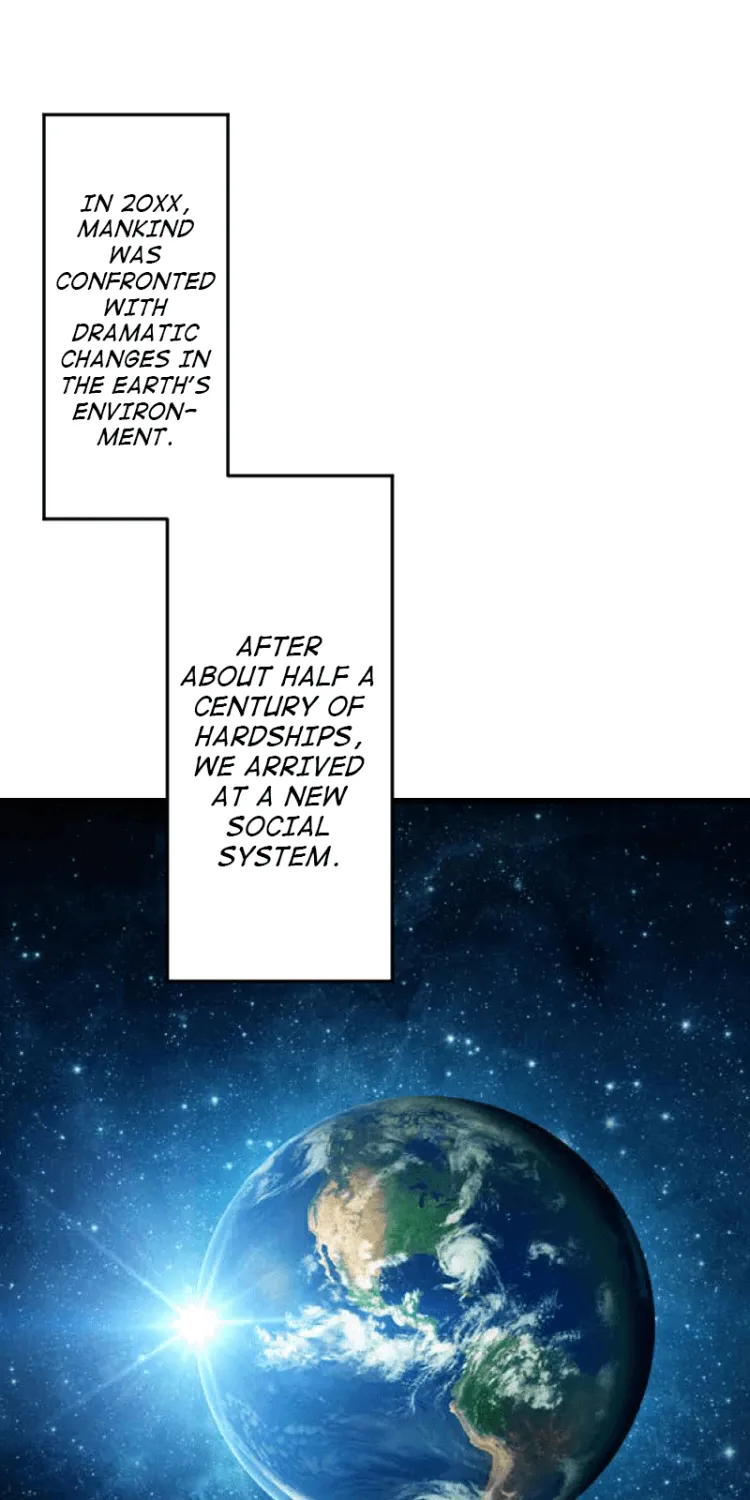 IN 20XX,
MANKIND
WAS
CONFRONTED
WITH
DRAMATIC
CHANGES IN
THE EARTH'S
ENVIRON-
MENT.
AFTER
ABOUT HALF A
CENTURY OF
HARDSHIPS,
WE ARRIVED
AT A NEW
SOCIAL
SYSTEM.